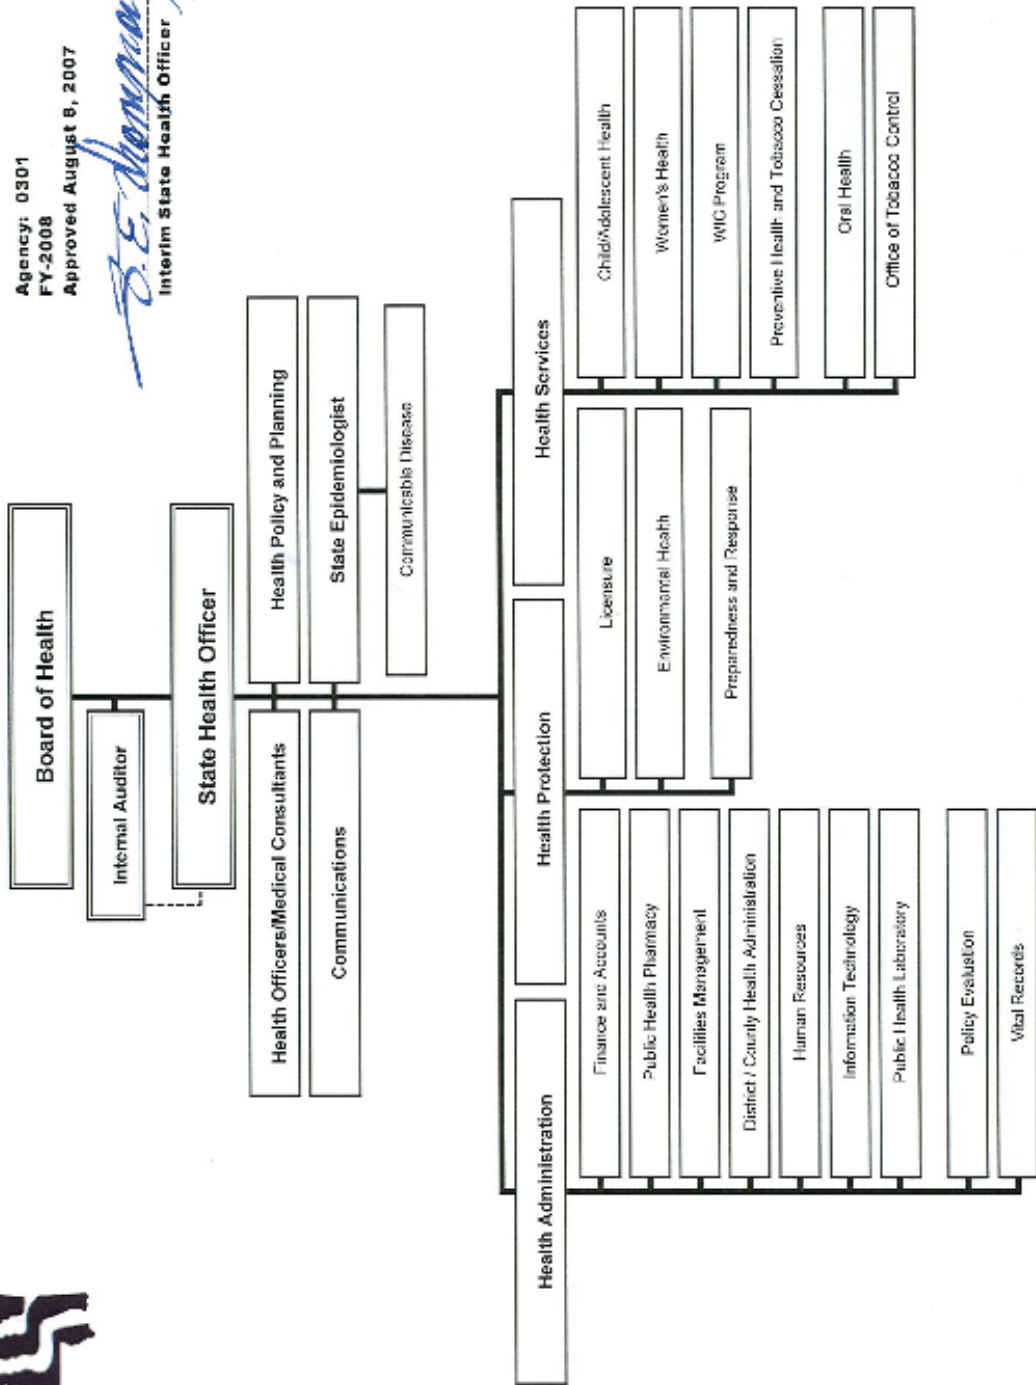 Agency: 0301
FY-2008
Approved August 8, 2007
Interim State Health Officer
Board of Health
Internal Auditor
State Health Officer
Health Officers/Medical Consultants
Health Policy and Planning
Communications
State Epidemiologist
Communicable Disease
Health Administration
Health Protection
Health Services
Finance and Accounts
Public Health Pharmacy
Facilities Management
District / County Health Administration
Human Resources
Information Technology
Public Health Laboratory
Policy Evaluation
Vital Records
Licensure
Environmental Health
Preparedness and Response
Child/Adolescent Health
Women's Health
WIC Program
Preventive Health and Tobacco Cessation
Oral Health
Office of Tobacco Control